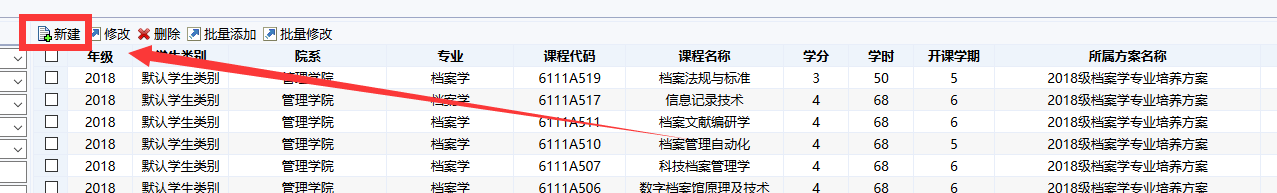 新建 修改 删除 批量添加 批量修改
年级 学生类别 院系 专业 课程代码 课程名称 学分 学时 开课学期 所属方案名称
2018 默认学生类别 管理学院 档案学 6111A519 档案法规与标准 3 50 5 2018级档案学专业培养方案
2018 默认学生类别 管理学院 档案学 6111A517 信息记录技术 4 68 6 2018级档案学专业培养方案
2018 默认学生类别 管理学院 档案学 6111A511 档案文献编研学 4 68 6 2018级档案学专业培养方案
2018 默认学生类别 管理学院 档案学 6111A510 档案管理自动化 4 68 5 2018级档案学专业培养方案
2018 默认学生类别 管理学院 档案学 6111A507 科技档案管理学 4 68 6 2018级档案学专业培养方案
2018 默认学生类别 管理学院 档案学 6111A506 数字档案馆原理及技术 4 68 5 2018级档案学专业培养方案